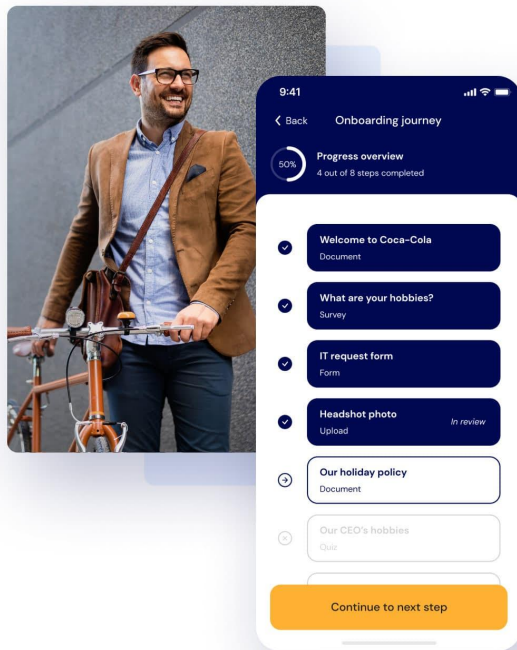 9:41
Back Onboarding journey
50%
Progress overview
4 out of 8 steps completed
Welcome to Coca-Cola
Document
What are your hobbies?
Survey
IT request form
Form
Headshot photo
Upload
In review
Our holiday policy
Document
Our CEO's hobbies
Quiz
Continue to next step